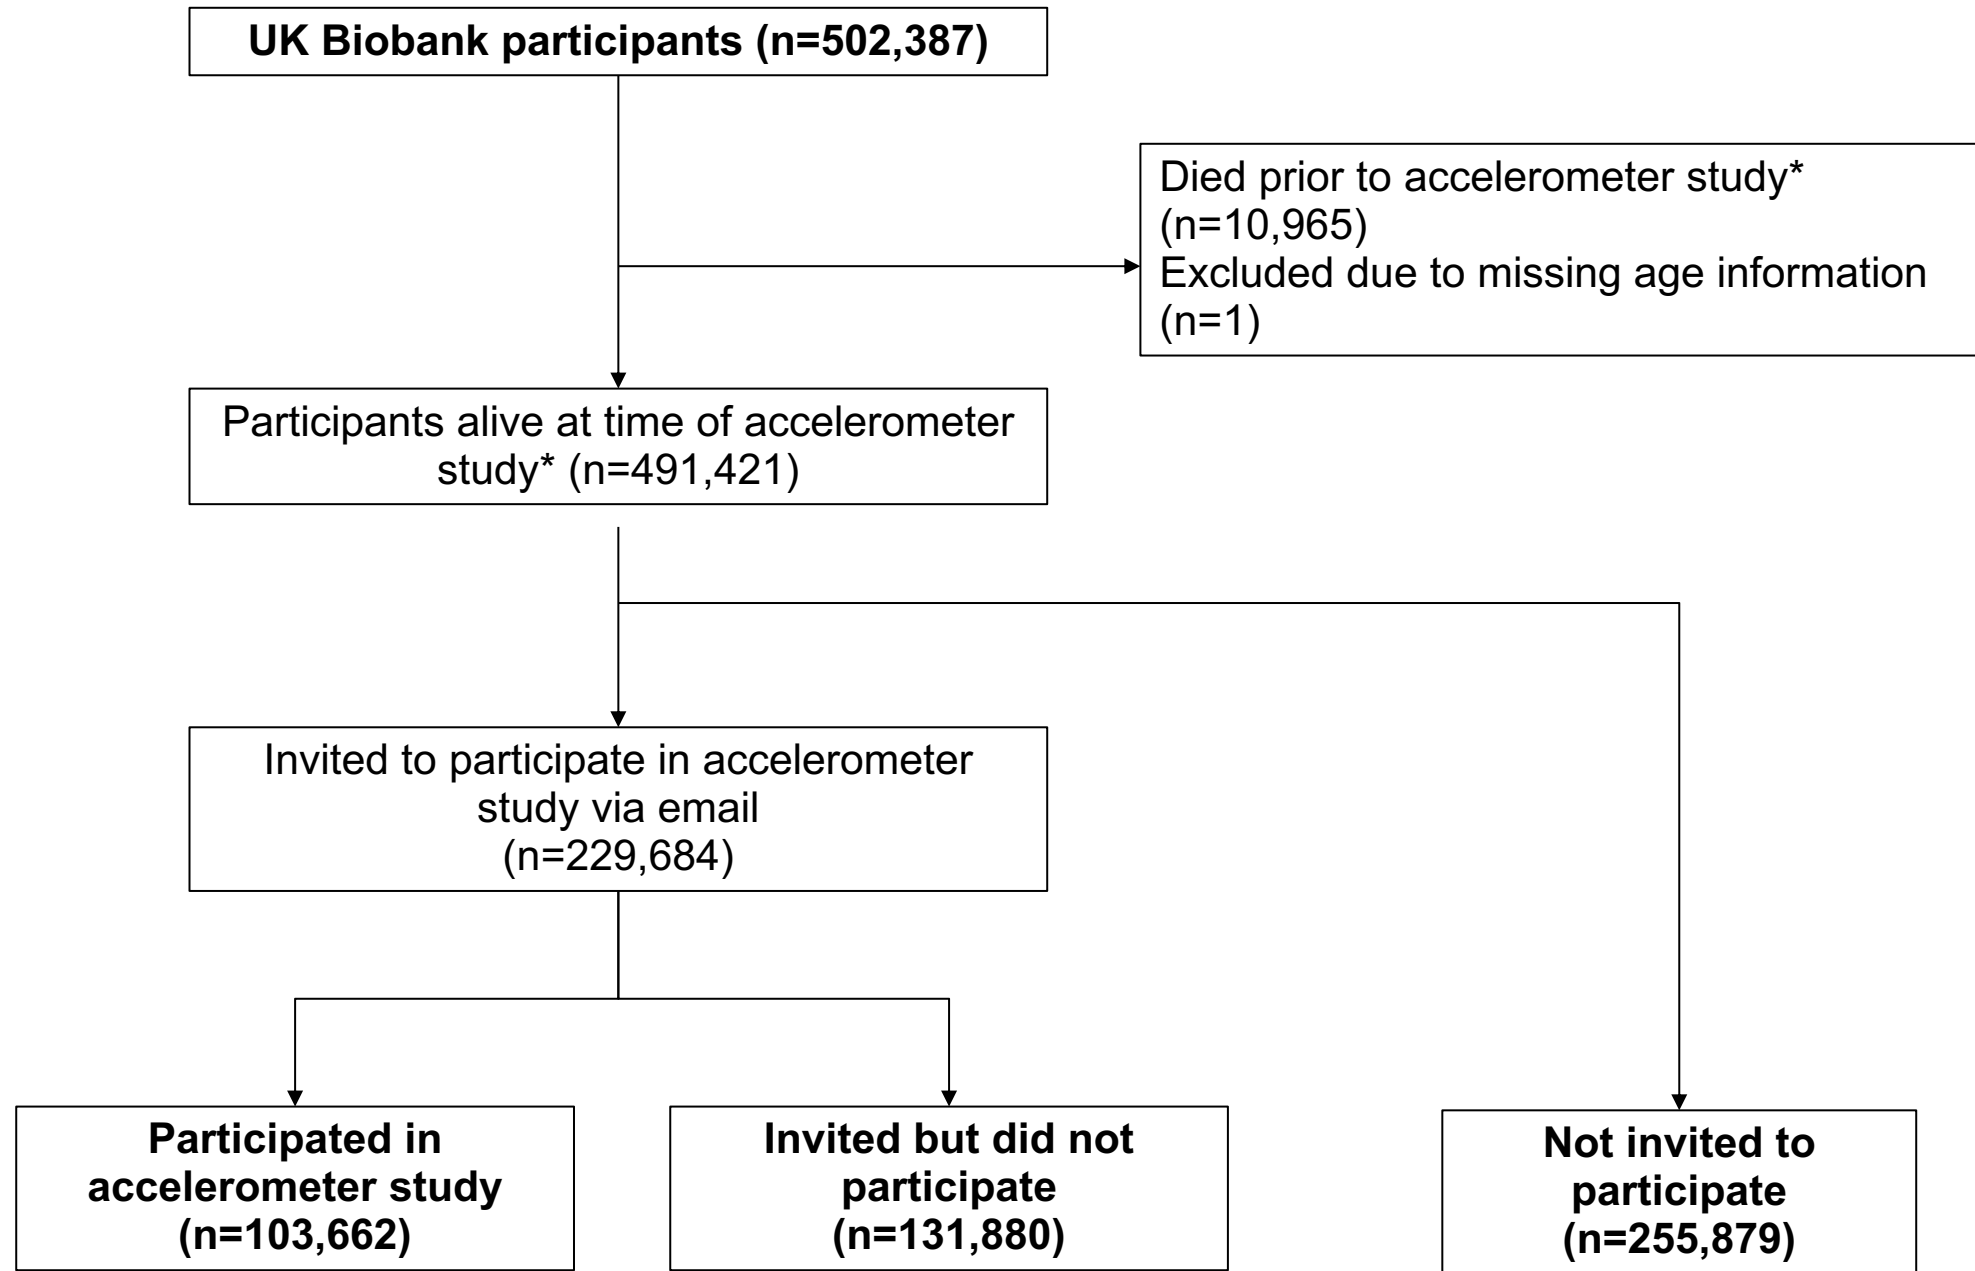 UK Biobank participants (n=502,387)
Died prior to accelerometer study*
(n=10,965)
Excluded due to missing age information
(n=1)
Participants alive at time of accelerometer
study* (n=491,421)
Invited to participate in accelerometer
study via email
(n=229,684)
Participated in
accelerometer study
(n=103,662)
Invited but did not
participate
(n=131,880)
Not invited to
participate
(n=255,879)